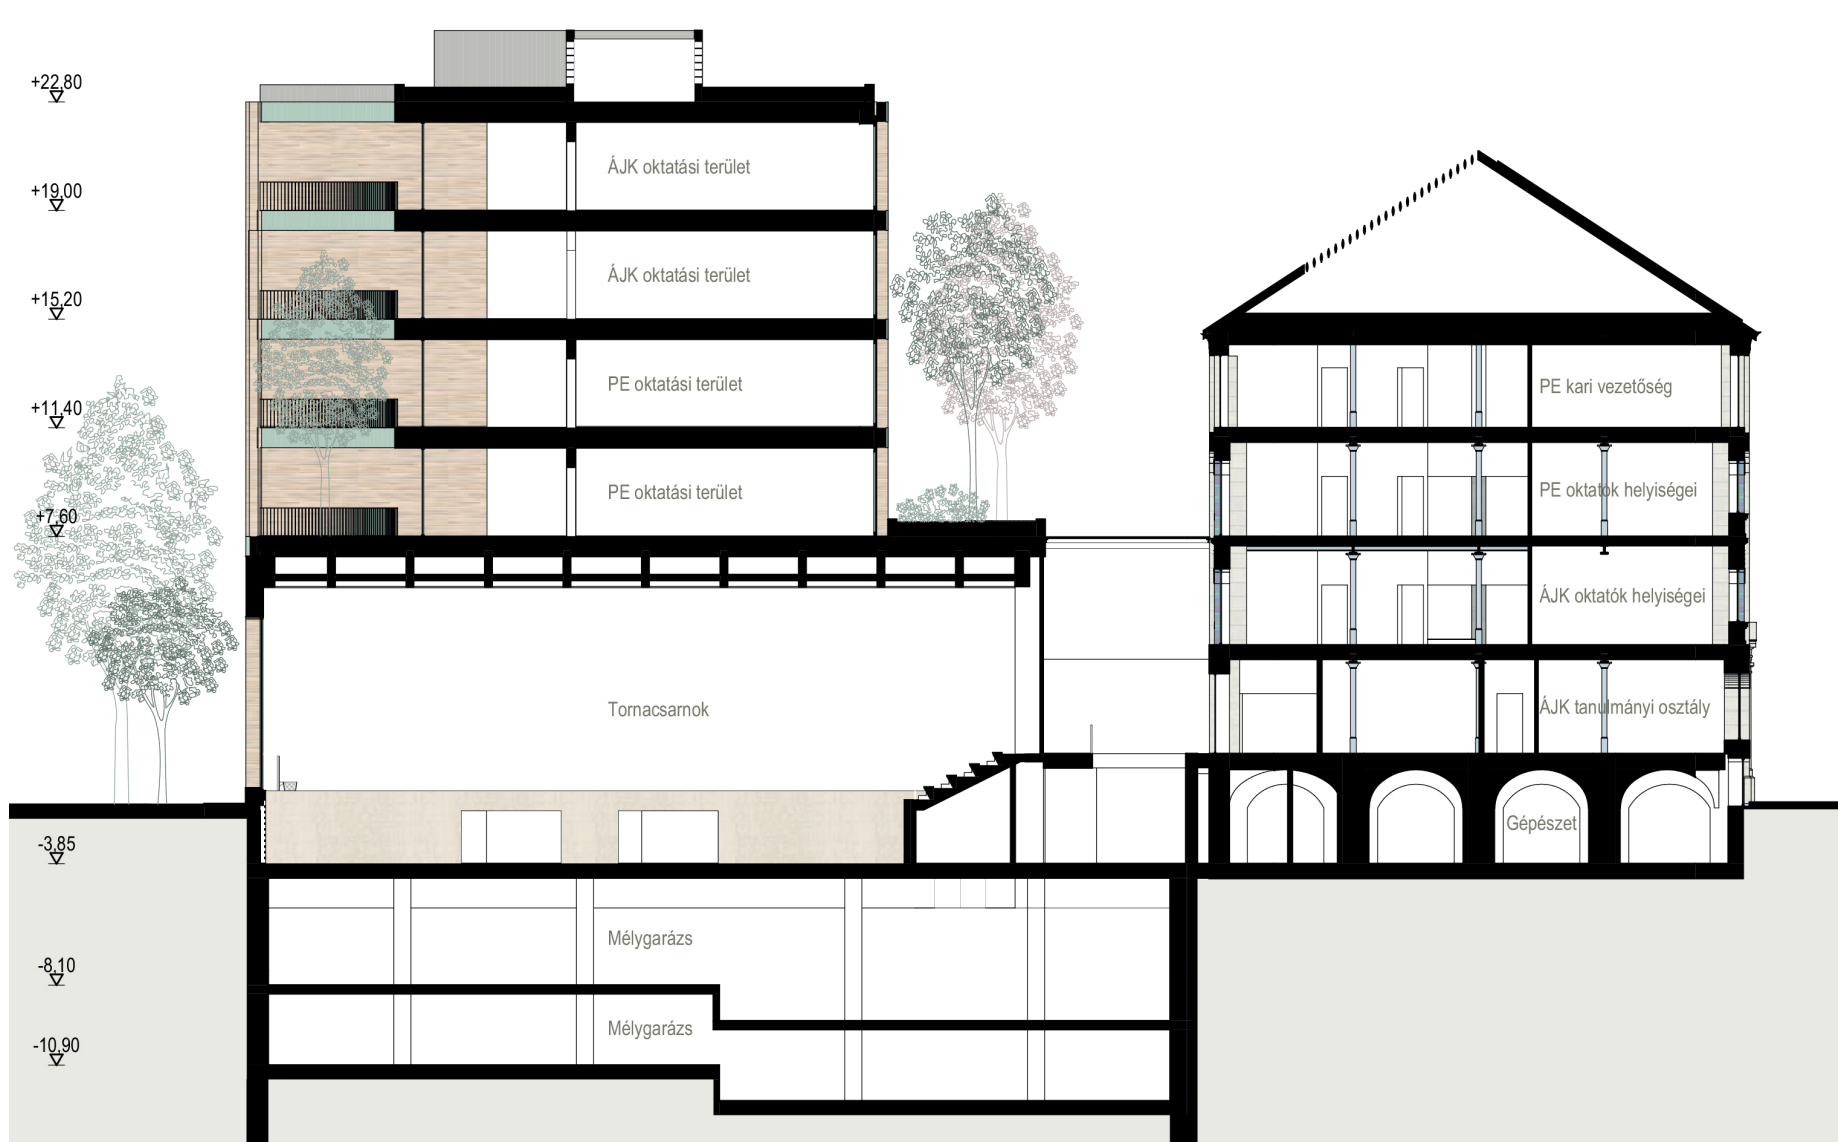 +22,80
ÁJK oktatási terület
+19,00
ÁJK oktatási terület
+15,20
PE oktatási terület
PE kari vezetőség
+11,40
PE oktatási terület
PE oktatók helyiségei
+7,60
ÁJK oktatók helyiségei
Tornacsarnok
ÁJK tanulmányi osztály
Gépészet
-3,85
Mélygarázs
-8,10
Mélygarázs
-10,90